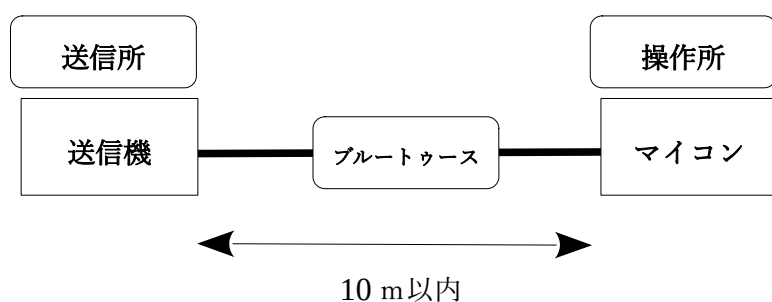 送信所
操作所
送信機
ブルートゥース
マイコン
10 m以内